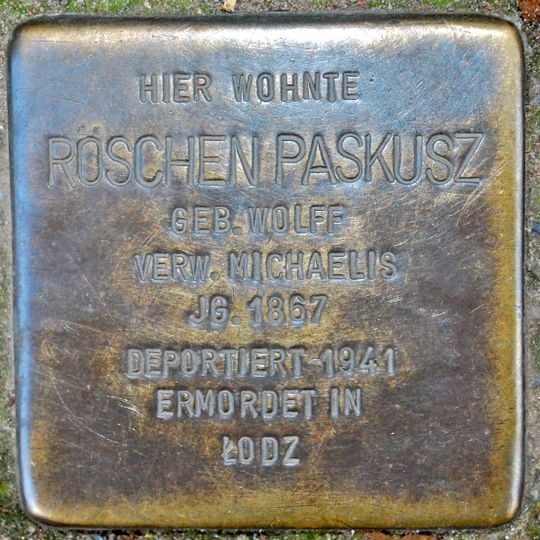 HIER WOHNTE
RÖSCHEN PASKUSZ
GEB. WOLFF
VERW. MICHAELIS
JG. 1867
DEPORTIERT 1941
ERMORDET IN
ŁODZ